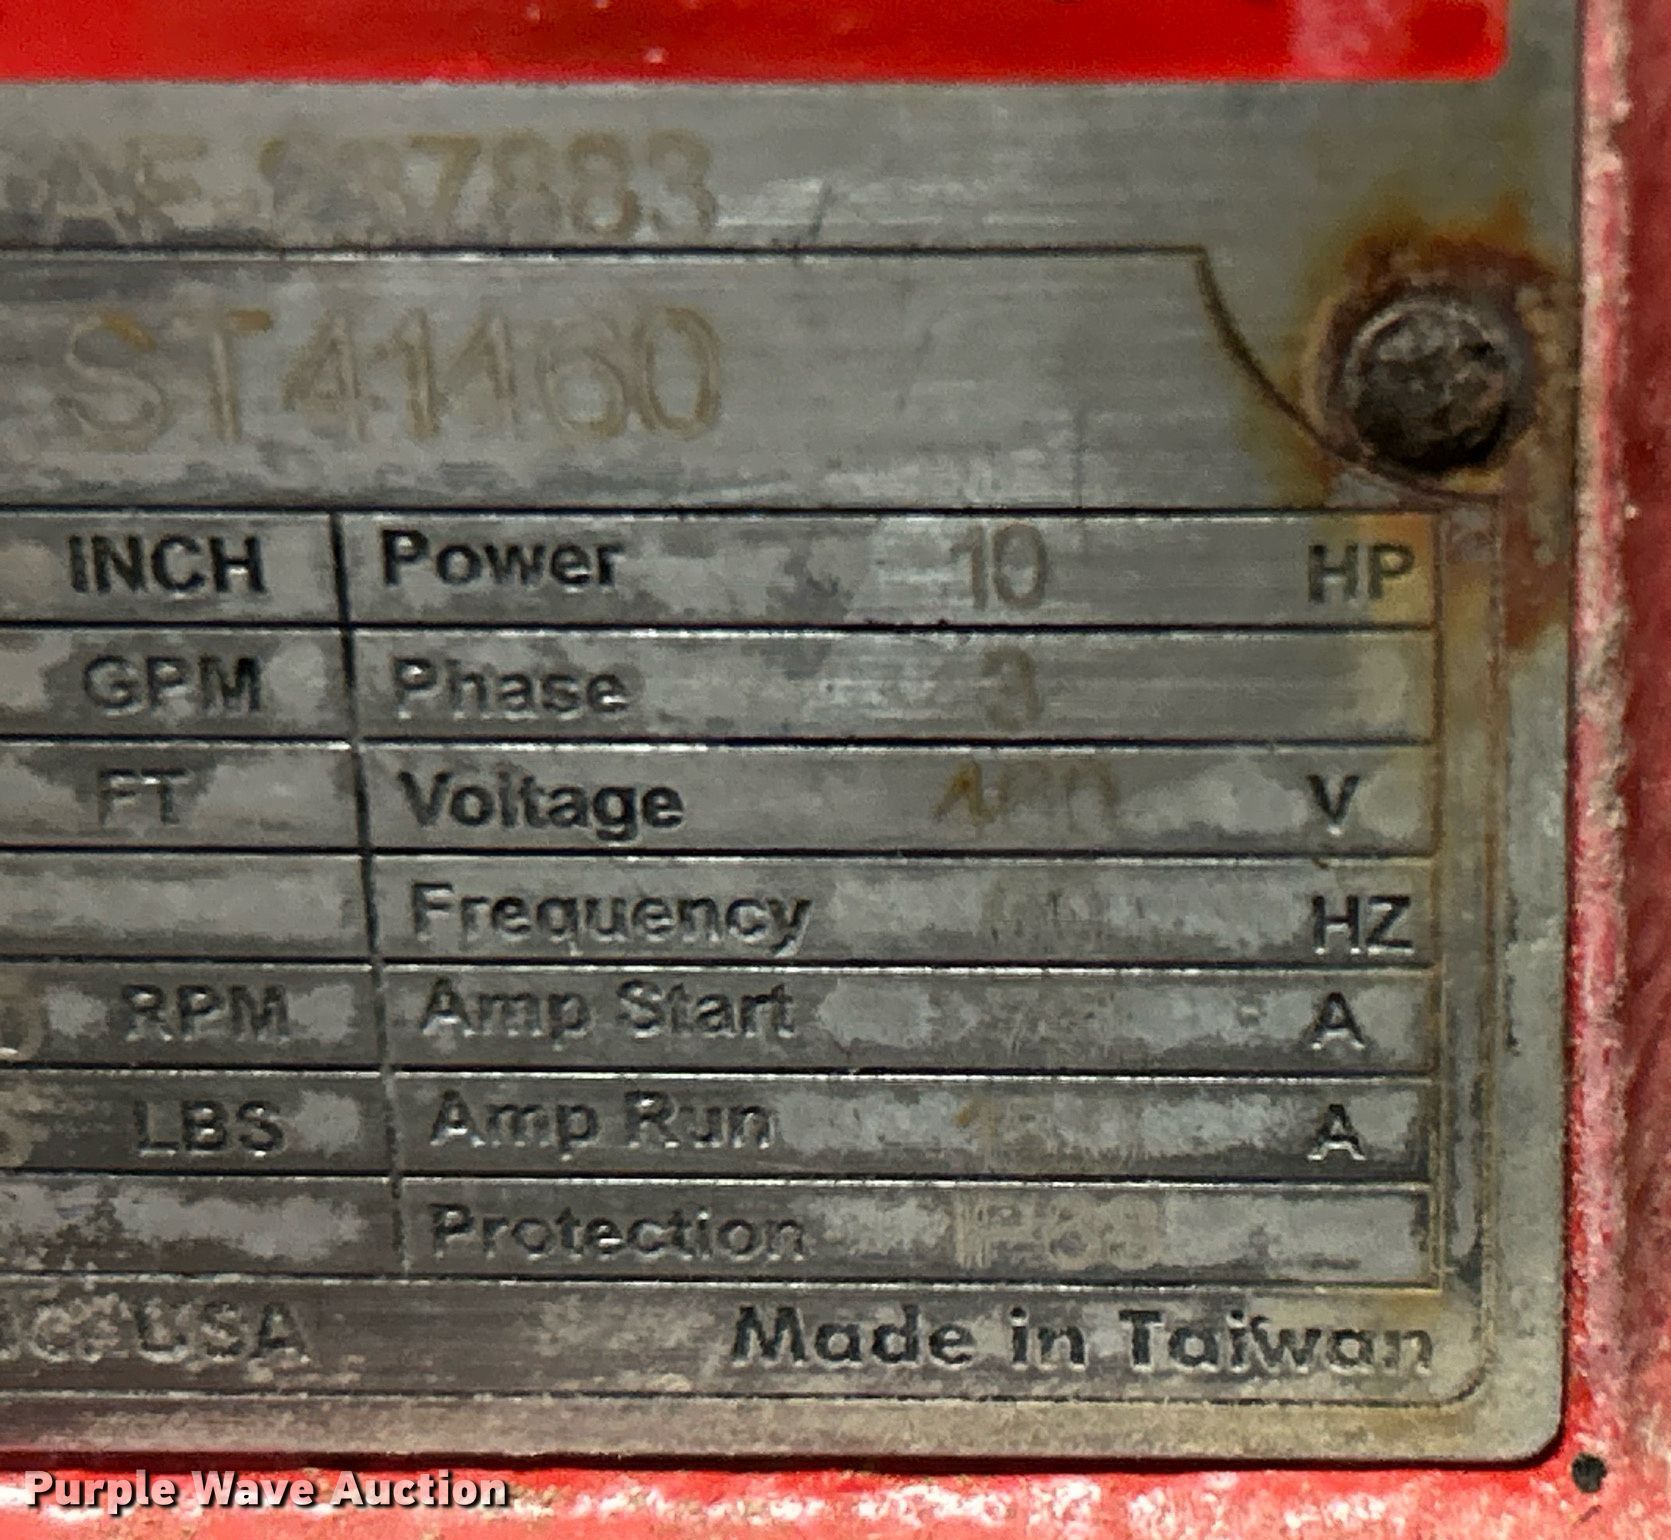 ST41160
INCH Power 10 HP
GPM Phase 3
FT Voltage V
Frequency HZ
RPM Amp Start A
LBS Amp Run A
Protection
USA Made in Taiwan
Purple Wave Auction